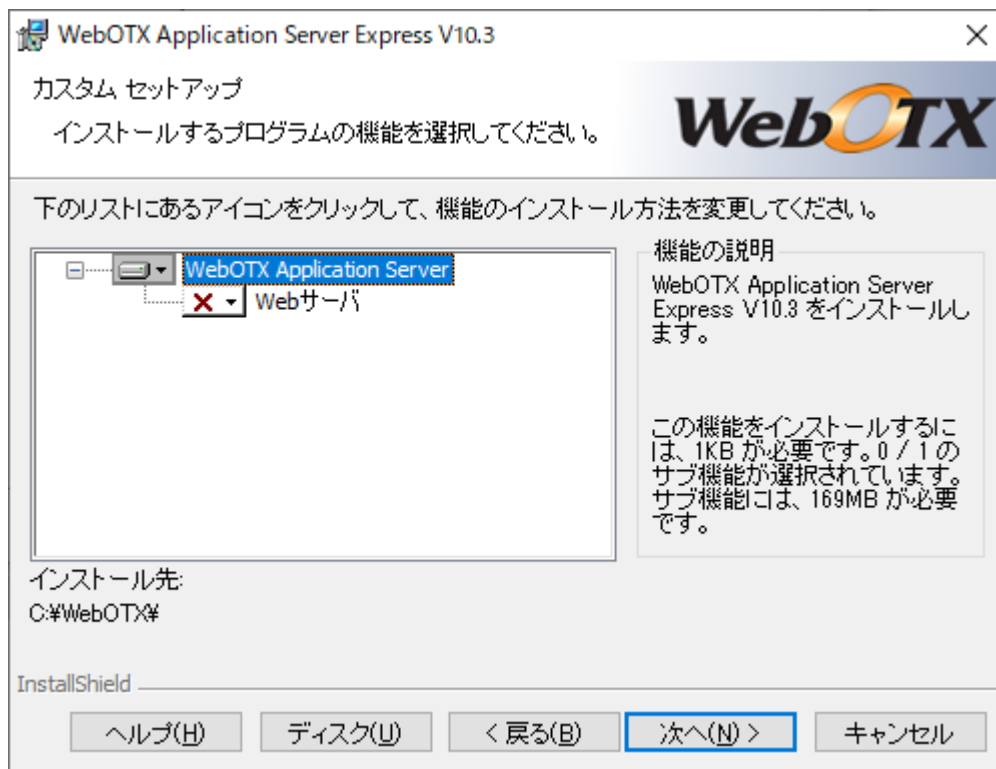 WebOTX Application Server Express V10.3
カスタム セットアップ
インストールするプログラムの機能を選択してください。
WebOTX
下のリストにあるアイコンをクリックして、機能のインストール方法を変更してください。
WebOTX Application Server
Webサーバ
機能の説明
WebOTX Application Server
Express V10.3 をインストールし
ます。
この機能をインストールするに
は、1KB が必要です。0 / 1 の
サブ機能が選択されています。
サブ機能には、169MB が必要
です。
インストール先:
C:¥WebOTX¥
InstallShield
ヘルプ(H)
ディスク(U)
< 戻る(B)
次へ(N) >
キャンセル